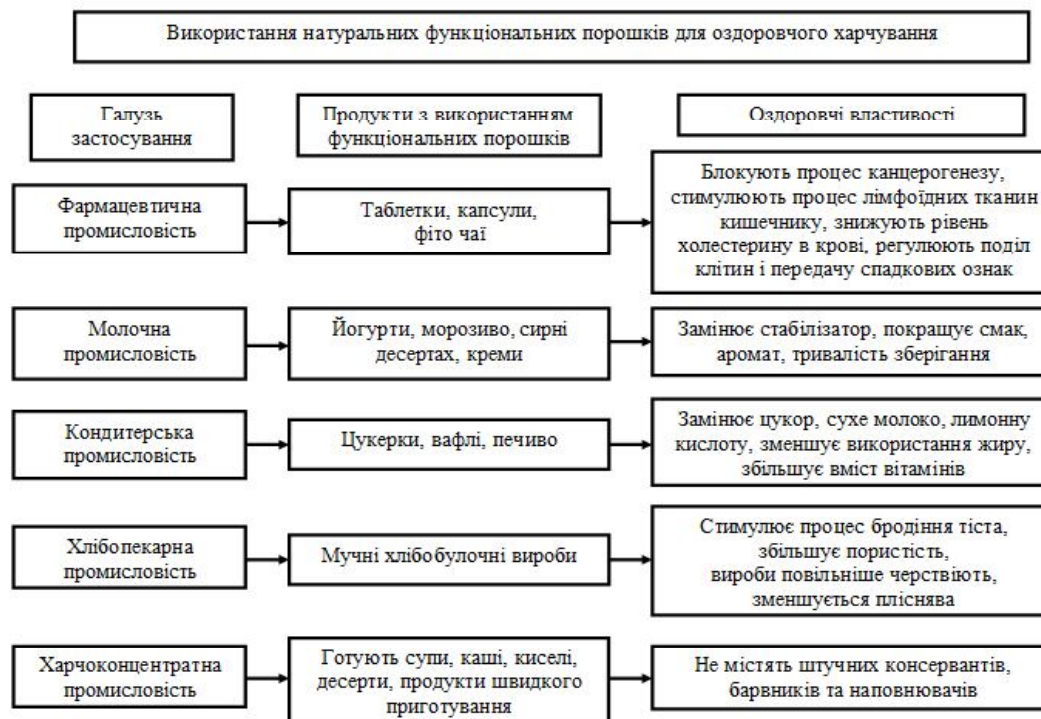 Використання натуральних функціональних порошків для оздоровчого харчування
Галузь
застосування
Продукти з використанням
функціональних порошків
Оздоровчі властивості
Фармацевтична
промисловість
Таблетки, капсули,
фіто чаї
Блокують процес канцерогенезу,
стимулюють процес лімфоїдних тканин
кишечнику, знижують рівень
холестерину в крові, регулюють поділ
клітин і передачу спадкових ознак
Молочна
промисловість
Йогурти, морозиво, сирні
десертах, креми
Замінює стабілізатор, покращує смак,
аромат, тривалість зберігання
Кондитерська
промисловість
Цукерки, вафлі, печиво
Замінює цукор, сухе молоко, лимонну
кислоту, зменшує використання жиру,
збільшує вміст вітамінів
Хлібопекарна
промисловість
Мучні хлібобулочні вироби
Стимулює процес бродіння тіста,
збільшує пористість,
вироби повільніше черствіють,
зменшується пліснява
Харчоконцентратна
промисловість
Готують супи, каші, киселі,
десерти, продукти швидкого
приготування
Не містять штучних консервантів,
барвників та наповнювачів